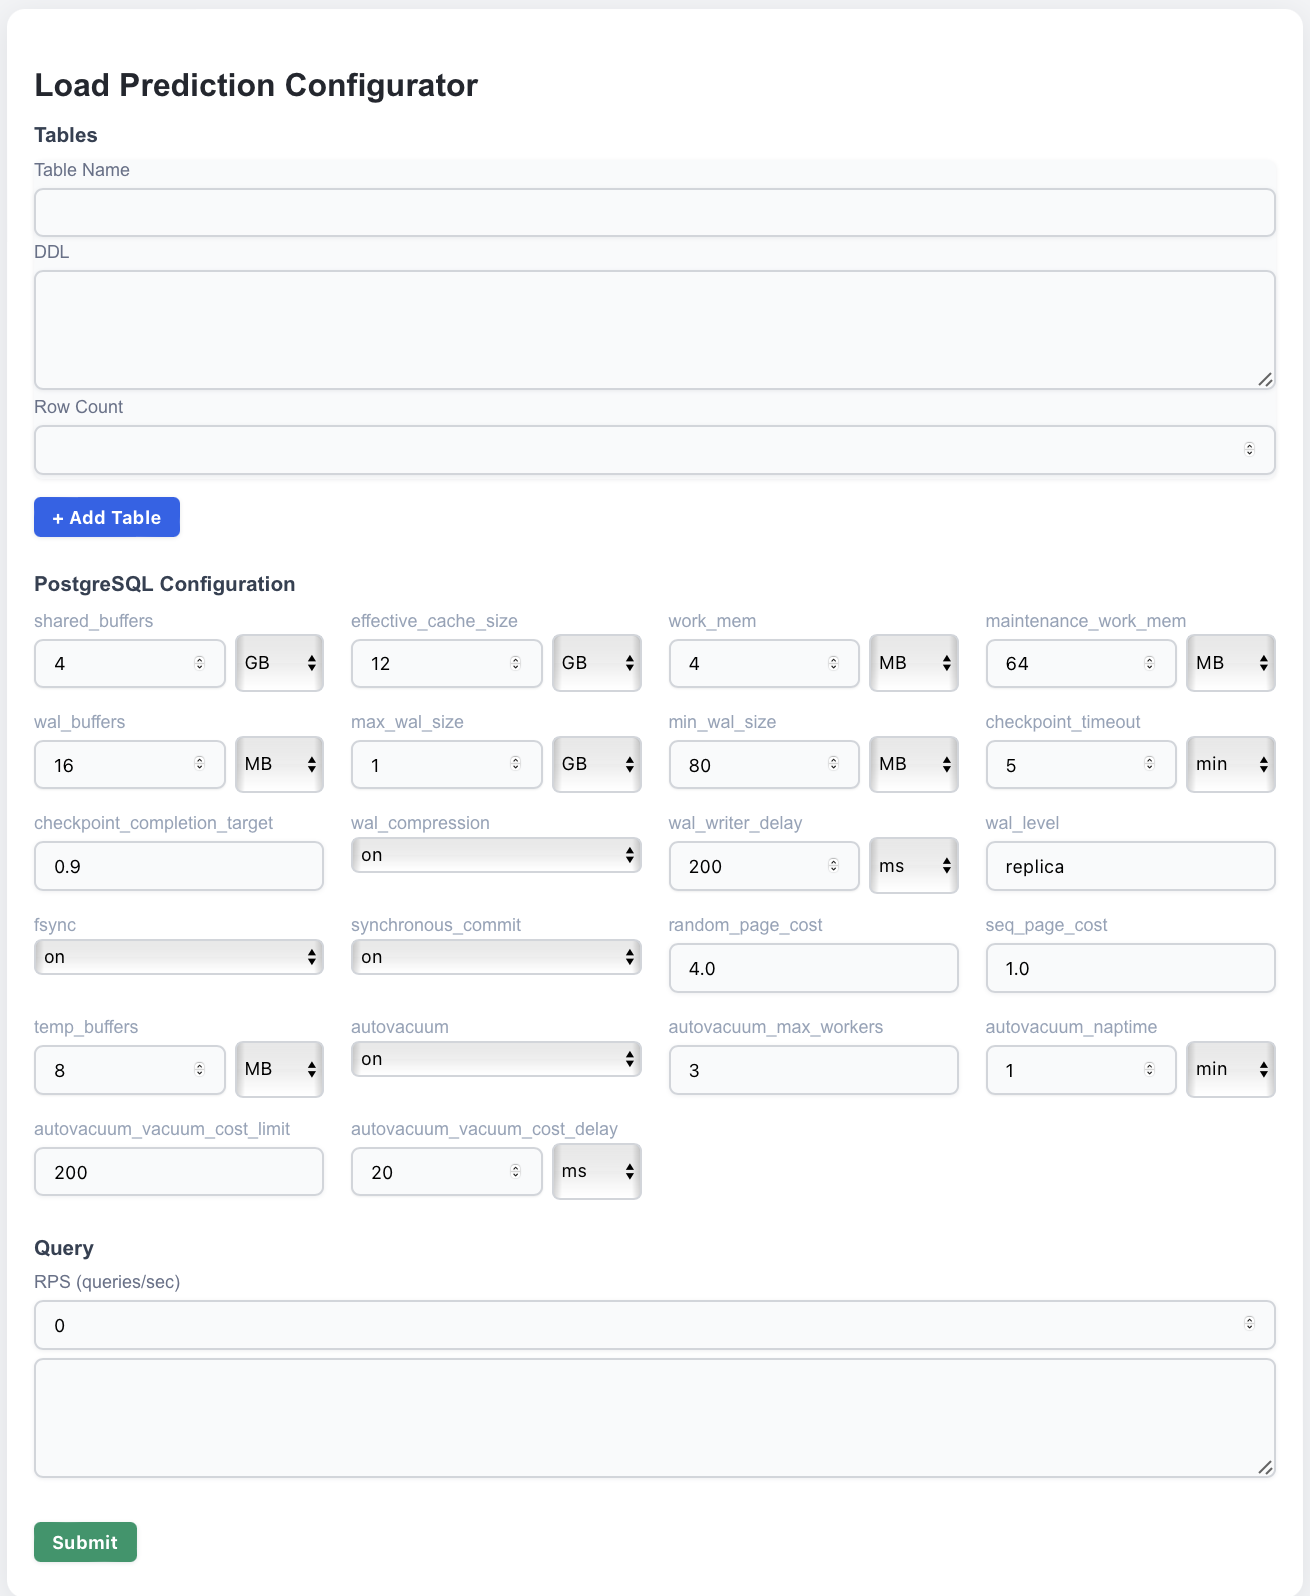 Load Prediction Configurator
Tables
Table Name
DDL
Row Count
+ Add Table
PostgreSQL Configuration
shared_buffers effective_cache_size work_mem maintenance_work_mem
4 GB 12 GB 4 MB 64 MB
wal_buffers max_wal_size min_wal_size checkpoint_timeout
16 MB 1 GB 80 MB 5 min
checkpoint_completion_target wal_compression wal_writer_delay wal_level
0.9 on 200 ms replica
fsync synchronous_commit random_page_cost seq_page_cost
on on 4.0 1.0
temp_buffers autovacuum autovacuum_max_workers autovacuum_naptime
8 MB on 3 1 min
autovacuum_vacuum_cost_limit autovacuum_vacuum_cost_delay
200 20 ms
Query
RPS (queries/sec)
0
Submit